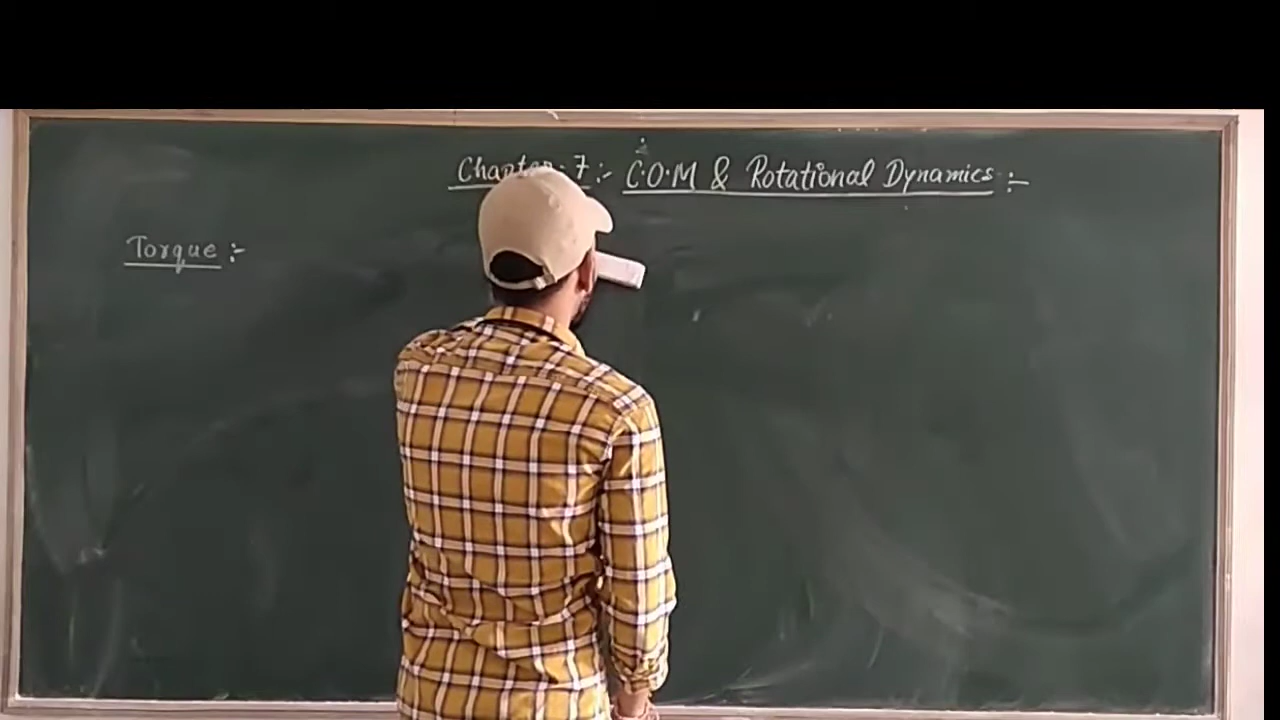 Chapter-7:- C.O.M & Rotational Dynamics:-
Torque:-